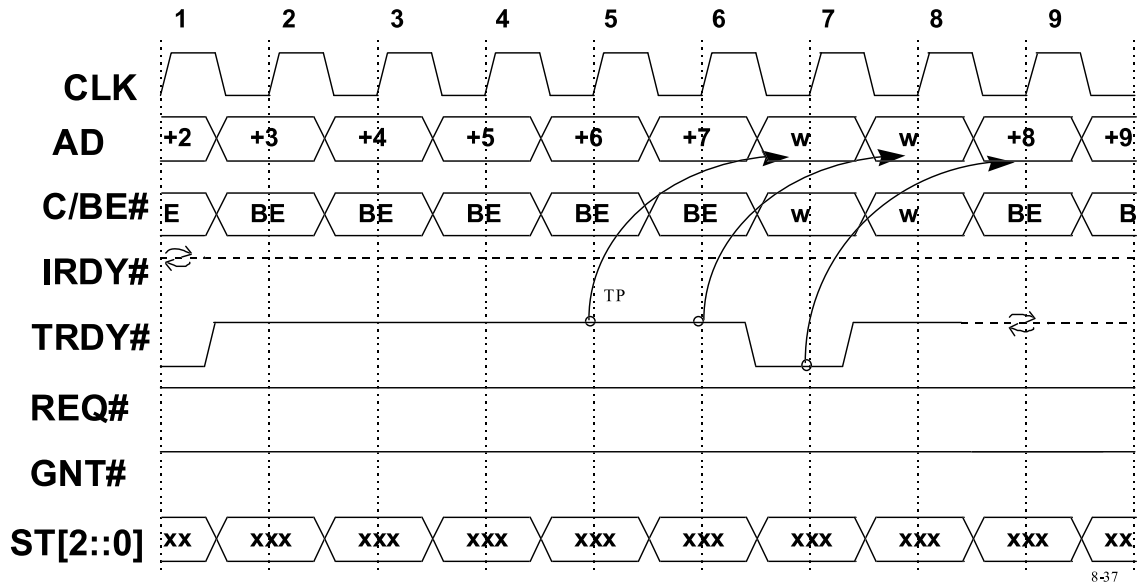 1 2 3 4 5 6 7 8 9
CLK
AD +2 +3 +4 +5 +6 +7 w w +8 +9
C/BE# E BE BE BE BE BE w w BE B
IRDY#
TP
TRDY#
REQ#
GNT#
ST[2::0] xx xxx xxx xxx xxx xxx xxx xxx xxx xx
8-37